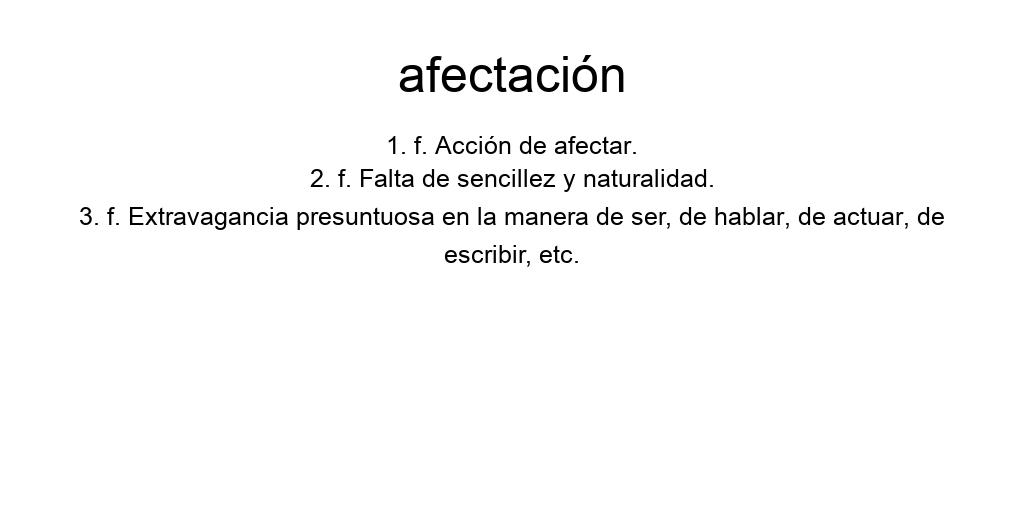 afectación
1. f. Acción de afectar.
2. f. Falta de sencillez y naturalidad.
3. f. Extravagancia presuntuosa en la manera de ser, de hablar, de actuar, de
escribir, etc.